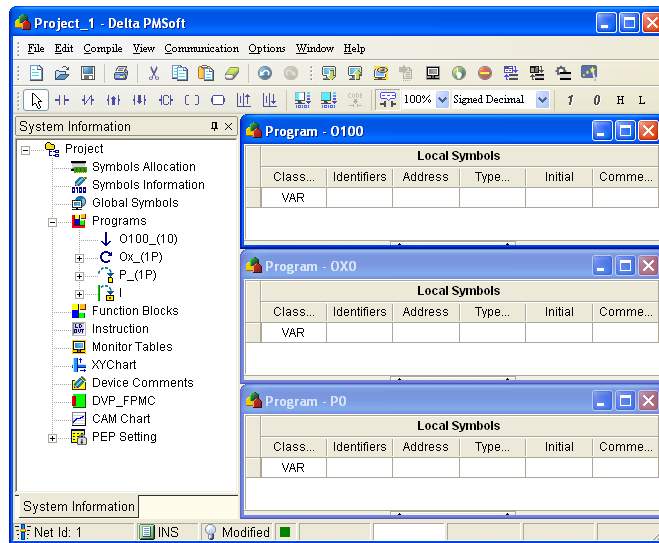 Project_1 - Delta PMSoft
File Edit Compile View Communication Options Window Help
CODE 100% Signed Decimal 1 0 H L
System Information
Project
Symbols Allocation
Symbols Information
Global Symbols
Programs
O100_(10)
Ox_(1P)
P_(1P)
I
Function Blocks
Instruction
Monitor Tables
XYChart
Device Comments
DVP_FPMC
CAM Chart
PEP Setting
System Information
Program - O100
Local Symbols
Class... Identifiers Address Type... Initial Comme...
VAR
Program - OX0
Local Symbols
Class... Identifiers Address Type... Initial Comme...
VAR
Program - P0
Local Symbols
Class... Identifiers Address Type... Initial Comme...
VAR
Net Id: 1 INS Modified